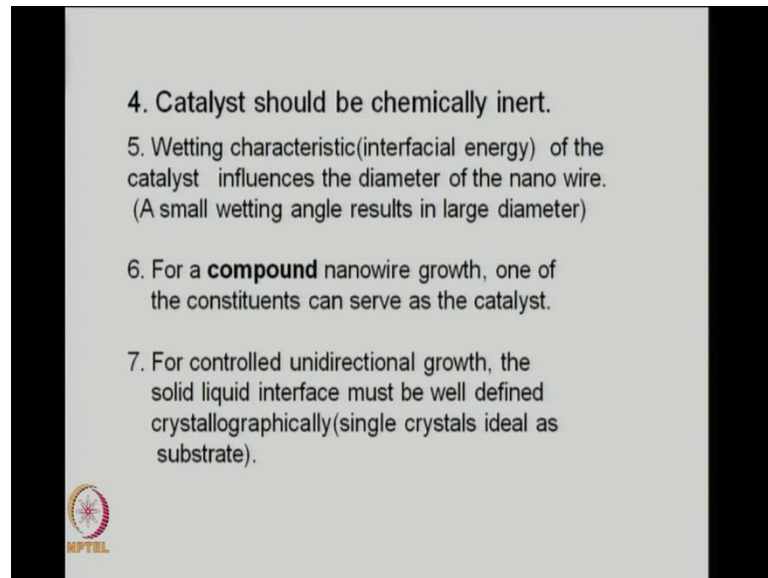 4. Catalyst should be chemically inert.
5. Wetting characteristic(interfacial energy) of the
catalyst influences the diameter of the nano wire.
(A small wetting angle results in large diameter)
6. For a compound nanowire growth, one of
the constituents can serve as the catalyst.
7. For controlled unidirectional growth, the
solid liquid interface must be well defined
crystallographically(single crystals ideal as
substrate).
NPTEL